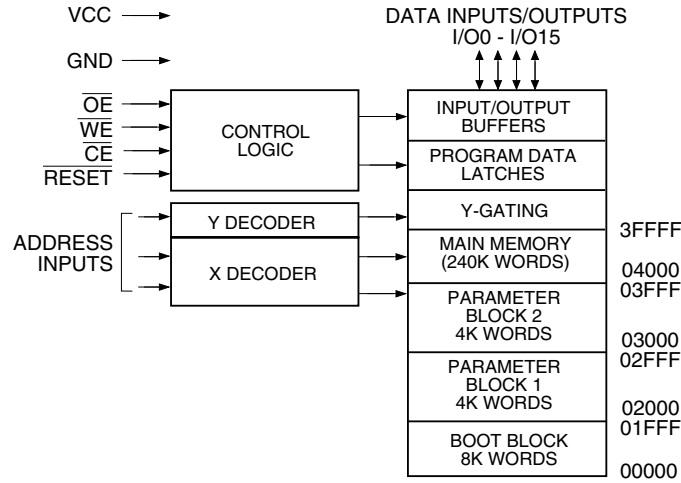 VCC
GND
OE
WE
CE
RESET
CONTROL
LOGIC
ADDRESS
INPUTS
Y DECODER
X DECODER
DATA INPUTS/OUTPUTS
I/O0 - I/O15
INPUT/OUTPUT
BUFFERS
PROGRAM DATA
LATCHES
Y-GATING
MAIN MEMORY
(240K WORDS)
PARAMETER
BLOCK 2
4K WORDS
PARAMETER
BLOCK 1
4K WORDS
BOOT BLOCK
8K WORDS
3FFFF
04000
03FFF
03000
02FFF
02000
01FFF
00000